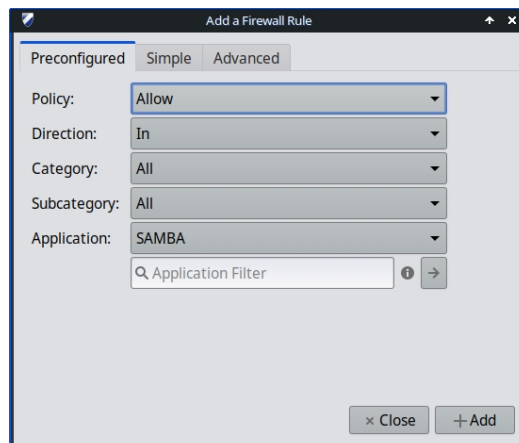 Add a Firewall Rule
Preconfigured Simple Advanced
Policy: Allow
Direction: In
Category: All
Subcategory: All
Application: SAMBA
Application Filter
Close Add